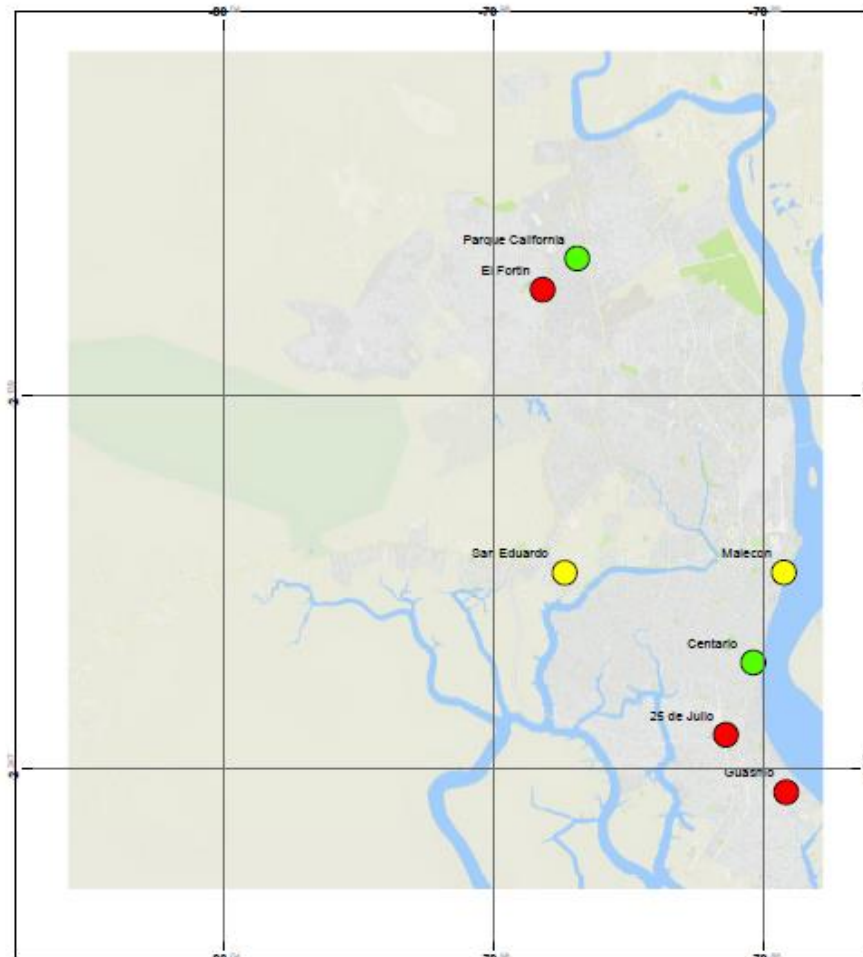 Parque California
El Fortin
San Eduardo
Malecon
Centario
25 de Julio
Guasmo